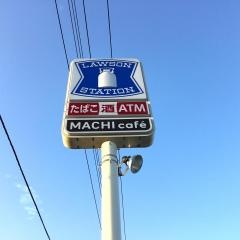 LAWSON
STATION
たばこ 酒 ATM
MACHI café